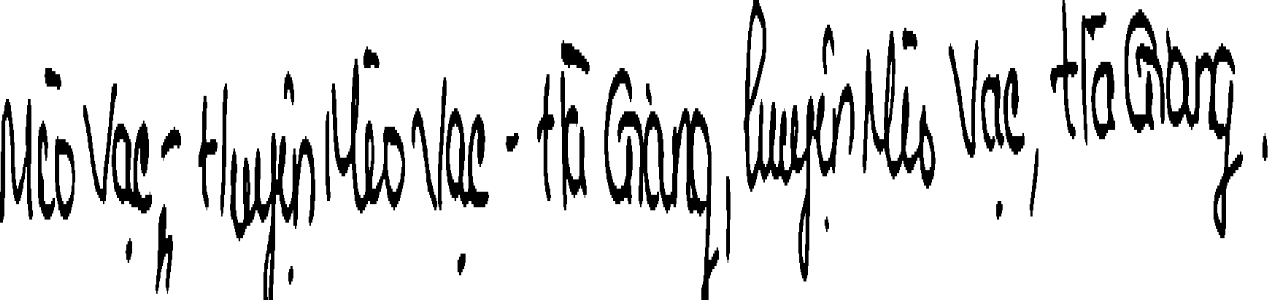 Mèo Vạc - Huyện Mèo Vạc - Hà Giang, Huyện Mèo Vạc, Hà Giang.